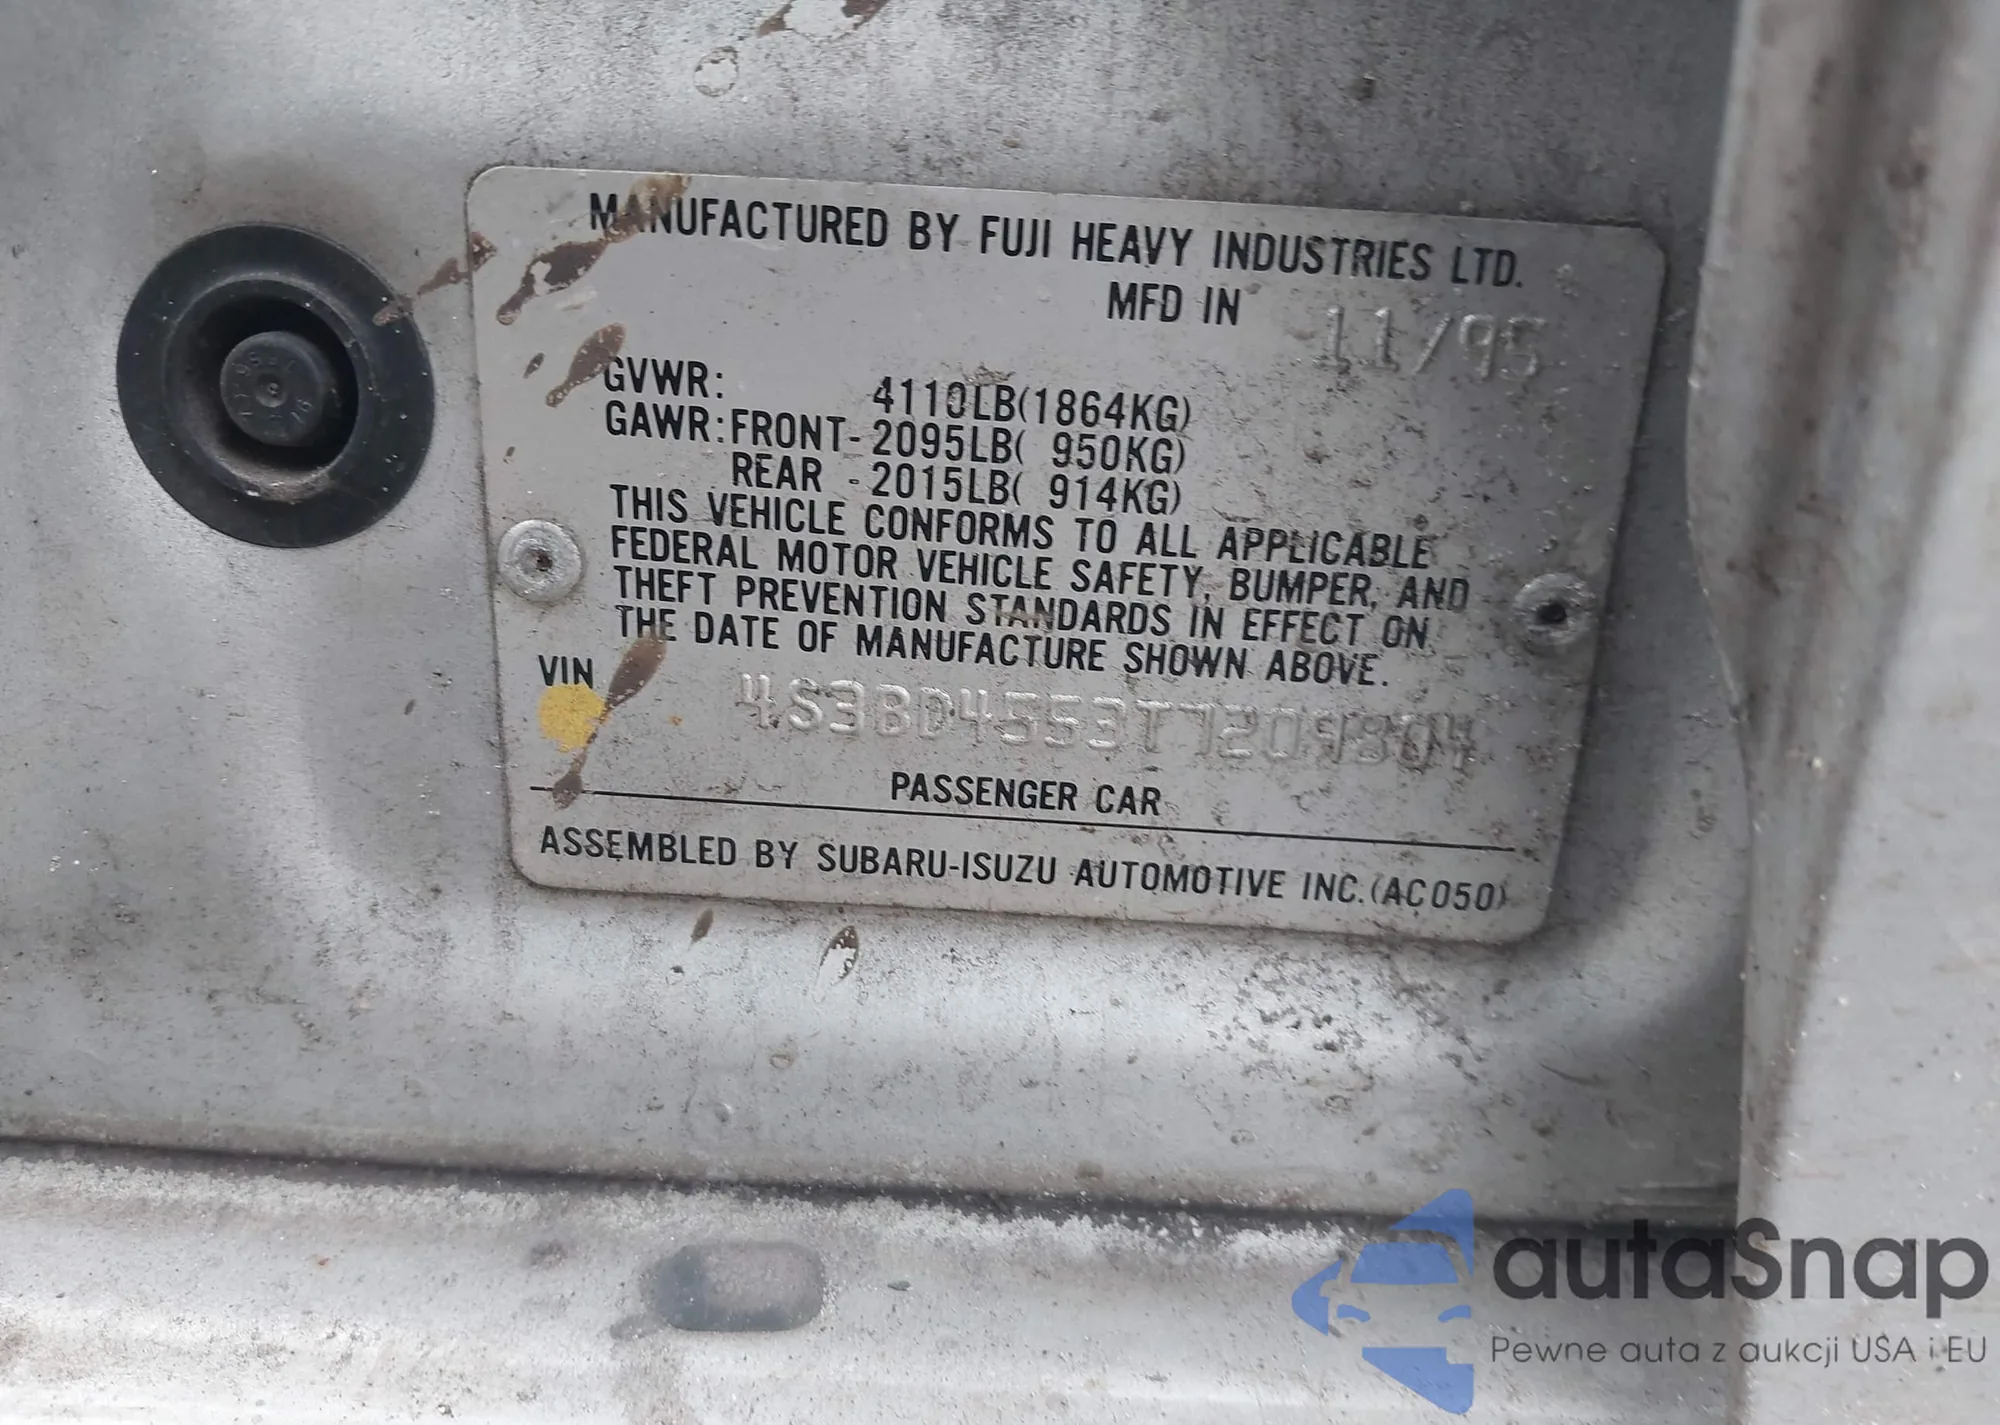 MANUFACTURED BY FUJI HEAVY INDUSTRIES LTD.
MFD IN 11/95
GVWR: 4110LB(1864KG)
GAWR:FRONT-2095LB( 950KG)
REAR -2015LB( 914KG)
THIS VEHICLE CONFORMS TO ALL APPLICABLE
FEDERAL MOTOR VEHICLE SAFETY, BUMPER, AND
THEFT PREVENTION STANDARDS IN EFFECT ON
THE DATE OF MANUFACTURE SHOWN ABOVE.
VIN 4S3BD4553T7209804
PASSENGER CAR
ASSEMBLED BY SUBARU-ISUZU AUTOMOTIVE INC.(AC050)
autaSnap
Pewne auta z aukcji USA i EU